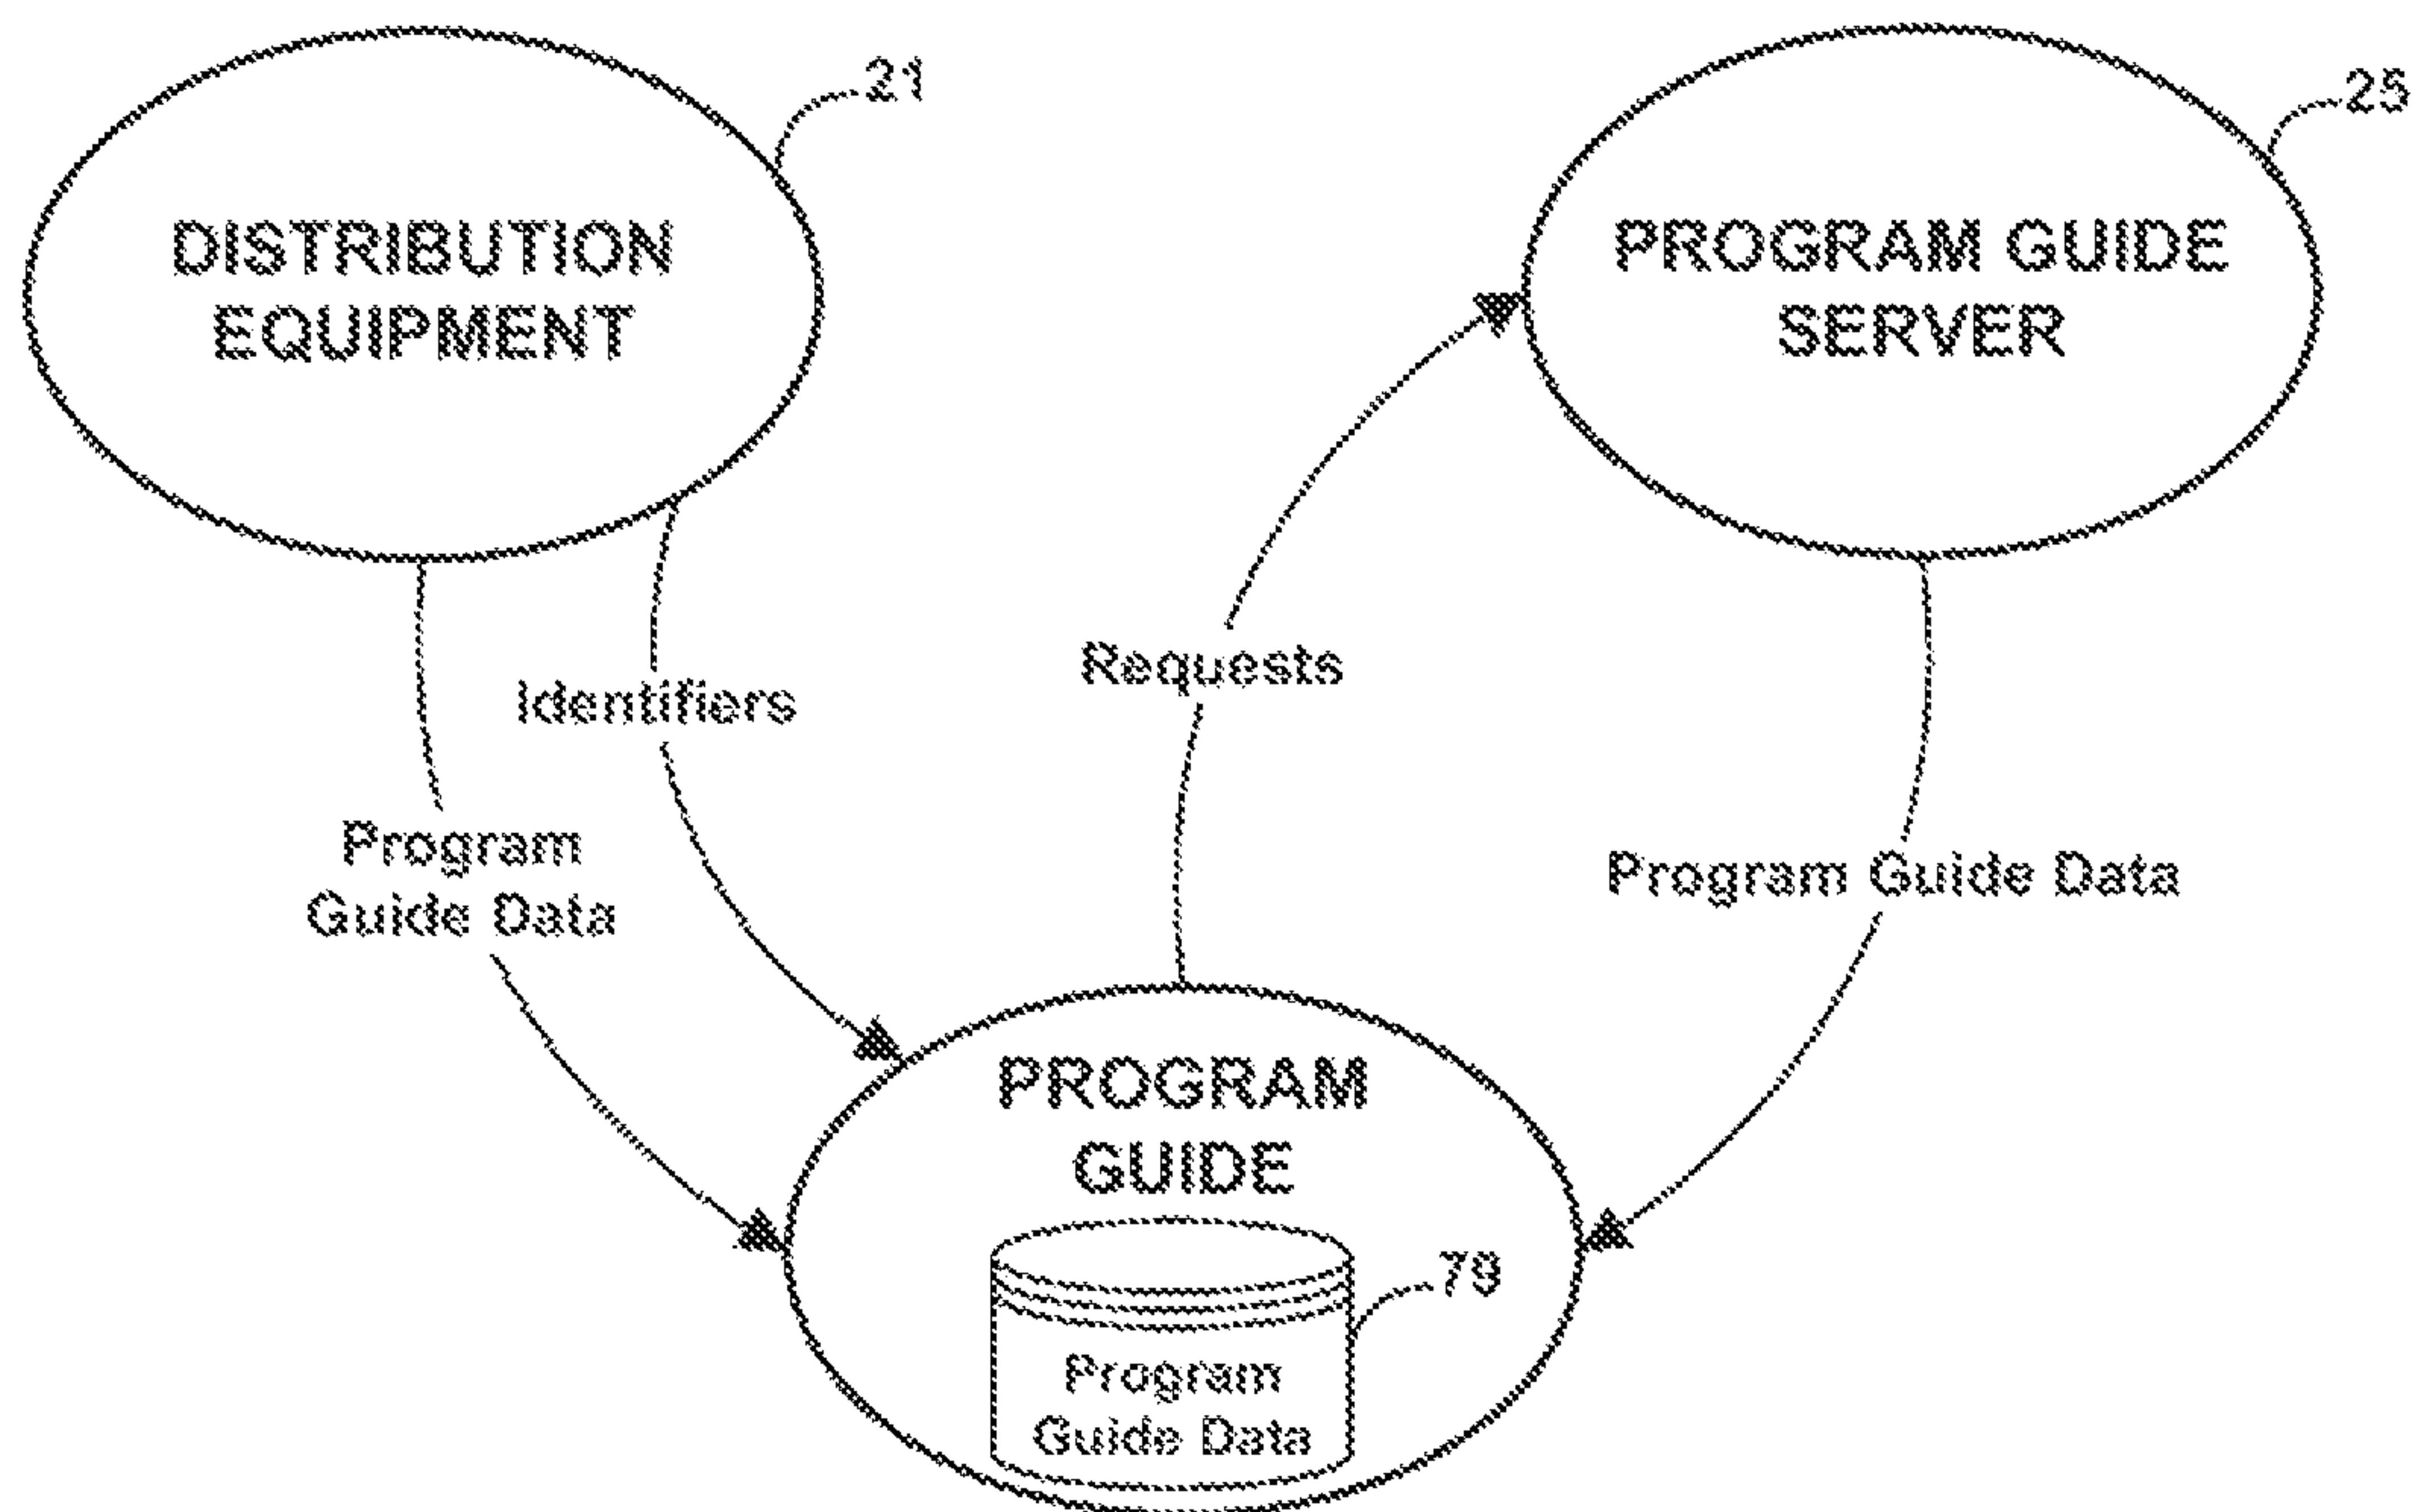 21
25
DISTRIBUTION
EQUIPMENT
PROGRAM GUIDE
SERVER
Requests
Identifiers
Program
Guide Data
Program Guide Data
PROGRAM
GUIDE
79
Program
Guide Data